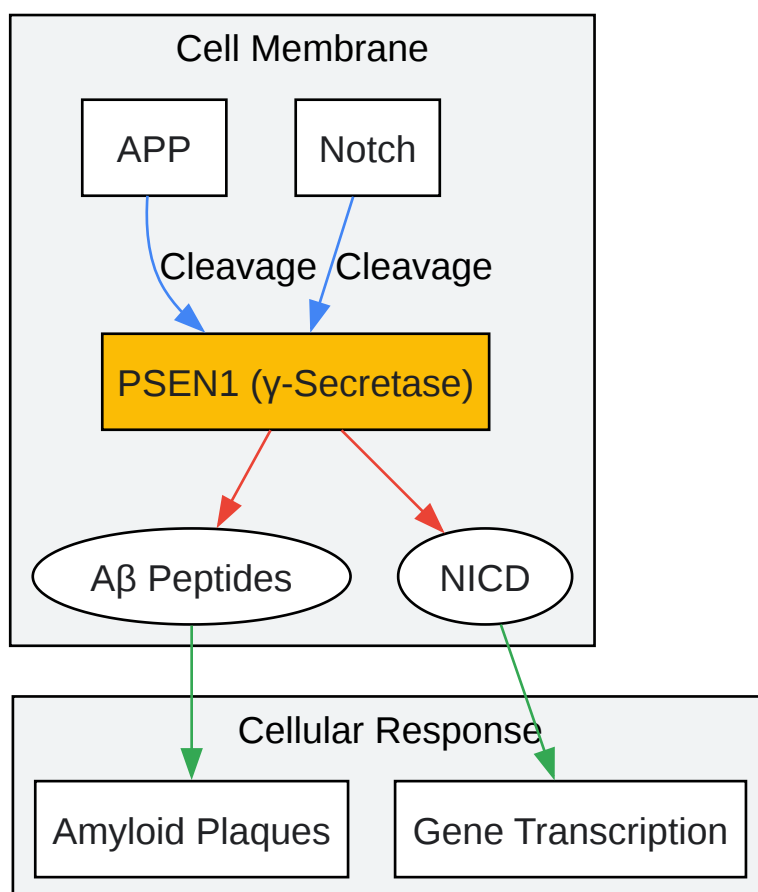 Cell Membrane
APP
Notch
Cleavage
Cleavage
PSEN1 (γ-Secretase)
Aβ Peptides
NICD
Cellular Response
Amyloid Plaques
Gene Transcription